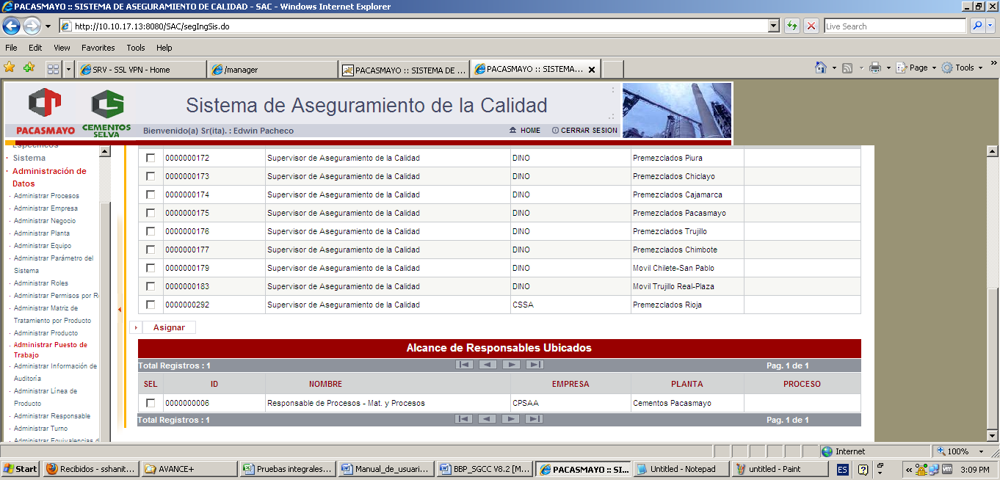 PACASMAYO :: SISTEMA DE ASEGURAMIENTO DE CALIDAD - SAC - Windows Internet Explorer
http://10.10.17.13:8080/SAC/segIngSis.do
Live Search
File Edit View Favorites Tools Help
SRV - SSL VPN - Home
/manager
PACASMAYO :: SISTEMA DE ...
PACASMAYO :: SISTEMA...
Page
Tools
PACASMAYO
CEMENTOS SELVA
Sistema de Aseguramiento de la Calidad
Bienvenido(a) Sr(ita). : Edwin Pacheco
HOME
CERRAR SESION
Específicos
Sistema
Administración de
Datos
Administrar Procesos
Administrar Empresa
Administrar Negocio
Administrar Planta
Administrar Equipo
Administrar Parámetro del
Sistema
Administrar Roles
Administrar Permisos por R
Administrar Matriz de
Tratamiento por Producto
Administrar Producto
Administrar Puesto de
Trabajo
Administrar Información de
Auditoría
Administrar Línea de
Producto
Administrar Responsable
Administrar Turno
Administrar Equivalencias d
0000000172 Supervisor de Aseguramiento de la Calidad DINO Premezclados Piura
0000000173 Supervisor de Aseguramiento de la Calidad DINO Premezclados Chiclayo
0000000174 Supervisor de Aseguramiento de la Calidad DINO Premezclados Cajamarca
0000000175 Supervisor de Aseguramiento de la Calidad DINO Premezclados Pacasmayo
0000000176 Supervisor de Aseguramiento de la Calidad DINO Premezclados Trujillo
0000000177 Supervisor de Aseguramiento de la Calidad DINO Premezclados Chimbote
0000000179 Supervisor de Aseguramiento de la Calidad DINO Movil Chilete-San Pablo
0000000183 Supervisor de Aseguramiento de la Calidad DINO Movil Trujillo Real-Plaza
0000000292 Supervisor de Aseguramiento de la Calidad CSSA Premezclados Rioja
Asignar
Alcance de Responsables Ubicados
Total Registros : 1 Pag. 1 de 1
SEL ID NOMBRE EMPRESA PLANTA PROCESO
0000000006 Responsable de Procesos - Mat. y Procesos CPSAA Cementos Pacasmayo
Total Registros : 1 Pag. 1 de 1
Internet
100%
Start
Recibidos - sshanit...
AVANCE+
Pruebas integrales...
Manual_de_usuari...
BBP_SGCC V8.2 [M...
PACASMAYO :: SI...
Untitled - Notepad
untitled - Paint
ES
3:09 PM